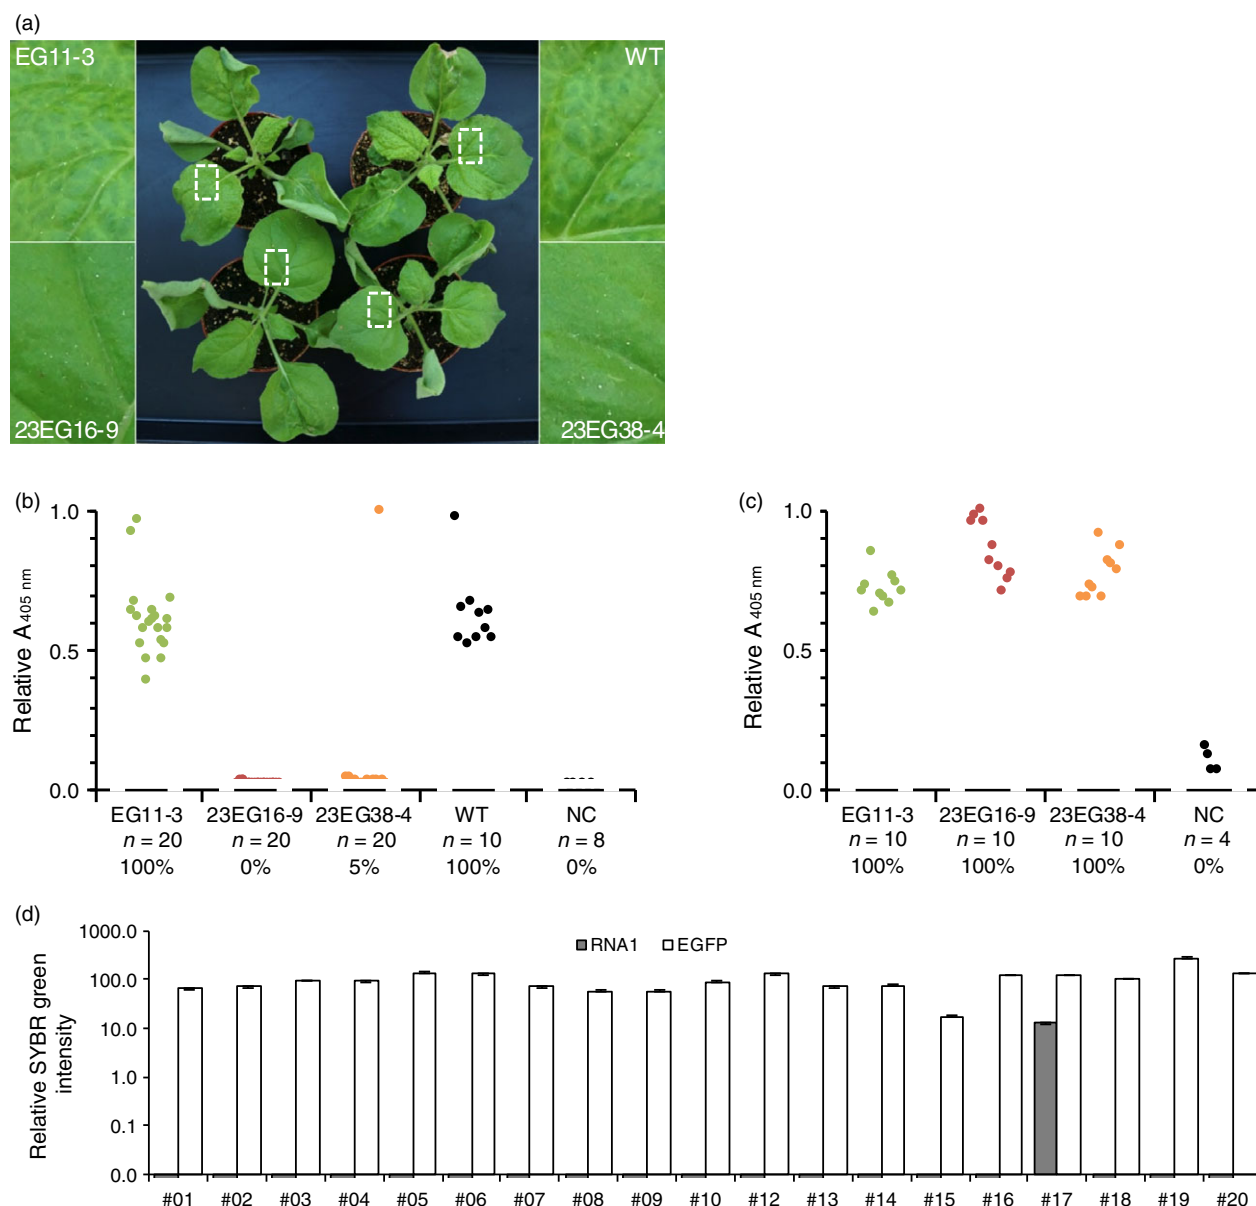 (a)
EG11-3
WT
23EG16-9
23EG38-4
(b)
(c)
Relative A405 nm
1.0
0.5
0.0
EG11-3 23EG16-9 23EG38-4 WT NC
n = 20 n = 20 n = 20 n = 10 n = 8
100% 0% 5% 100% 0%
Relative A405 nm
1.0
0.5
0.0
EG11-3 23EG16-9 23EG38-4 NC
n = 10 n = 10 n = 10 n = 4
100% 100% 100% 0%
(d)
Relative SYBR green
intensity
1000.0
100.0
10.0
1.0
0.1
0.0
RNA1 EGFP
#01 #02 #03 #04 #05 #06 #07 #08 #09 #10 #12 #13 #14 #15 #16 #17 #18 #19 #20